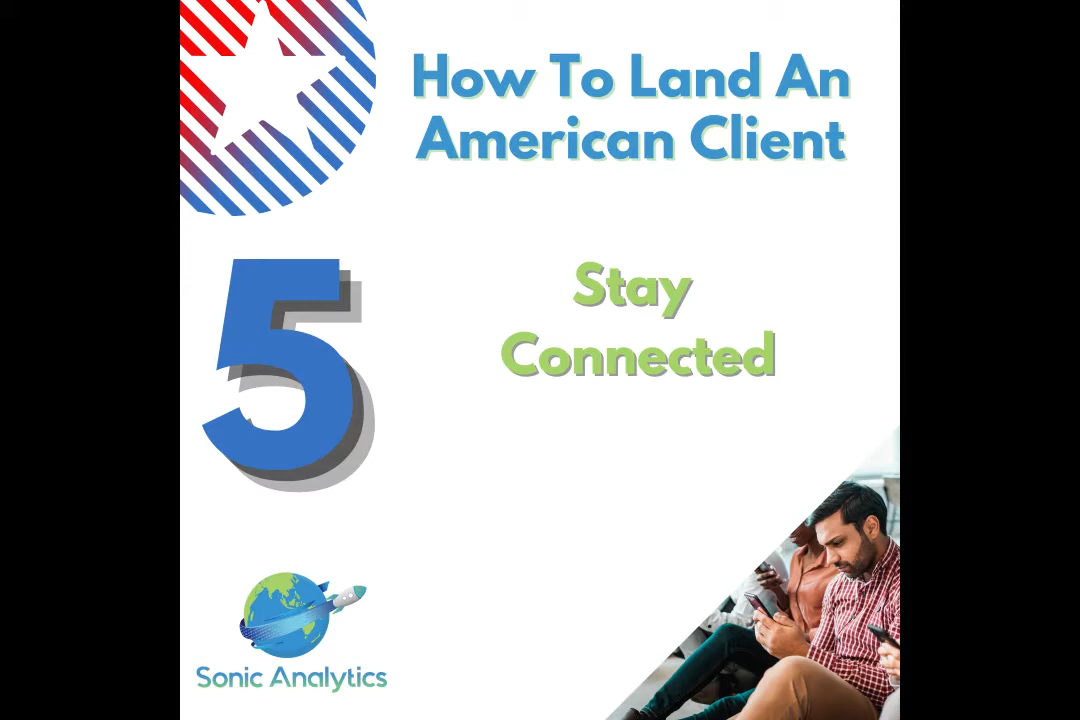 How To Land An
American Client
5
Stay
Connected
Sonic Analytics